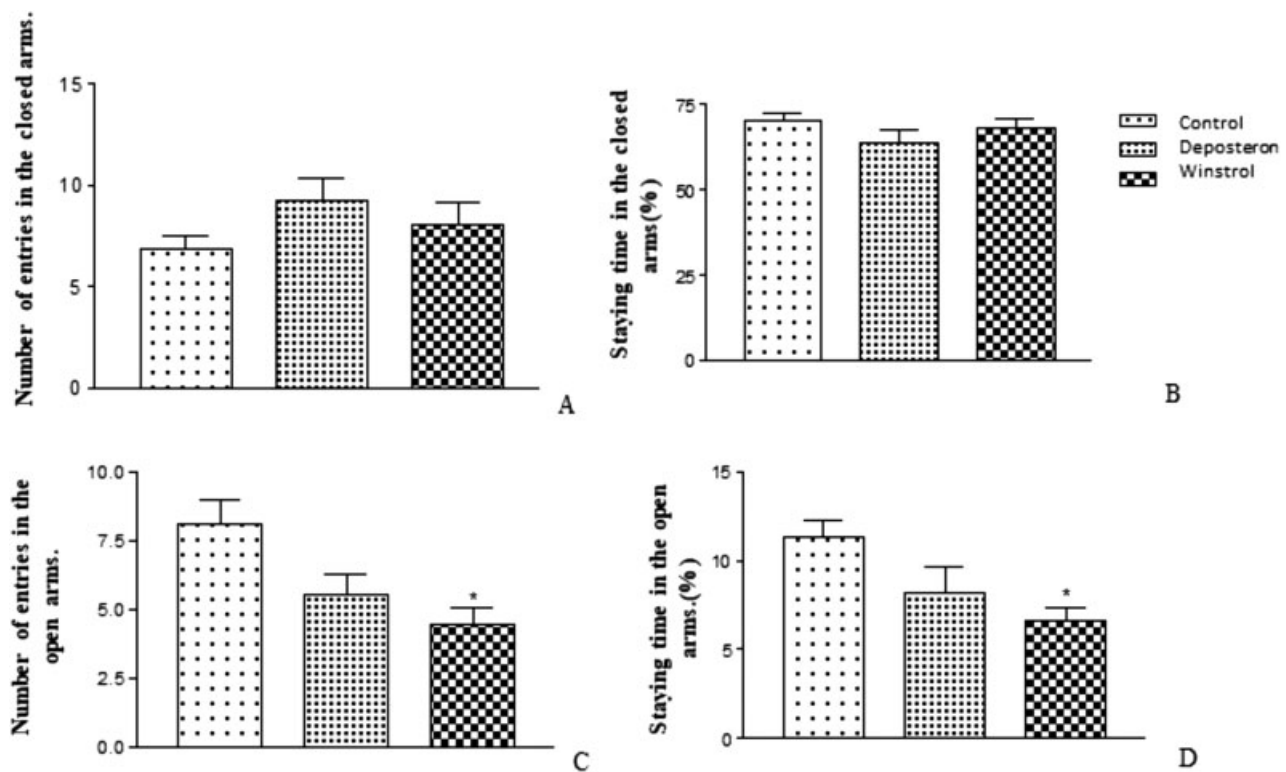 Number of entries in the closed arms.
15
10
5
0
A
Staying time in the closed
arms(%)
75
50
25
0
B
Control
Deposteron
Winstrol
Number of entries in the
open arms.
10.0
7.5
5.0
2.5
0.0
*
C
Staying time in the open
arms.(%)
15
10
5
0
*
D